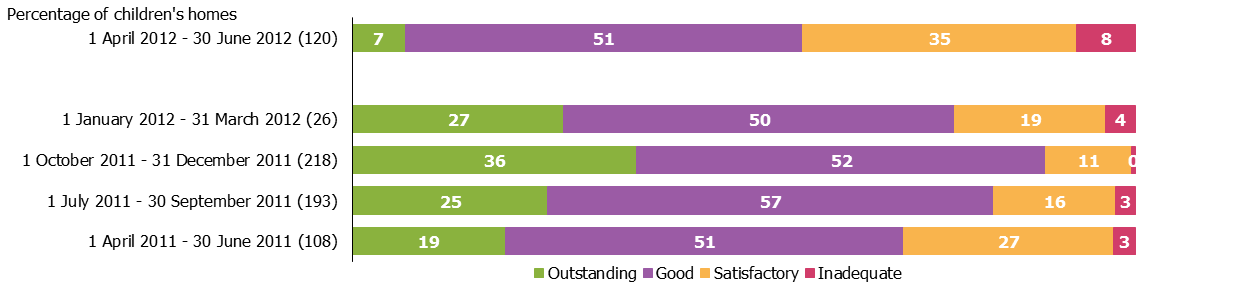 Percentage of children's homes
1 April 2012 - 30 June 2012 (120) 7 51 35 8
1 January 2012 - 31 March 2012 (26) 27 50 19 4
1 October 2011 - 31 December 2011 (218) 36 52 11 0
1 July 2011 - 30 September 2011 (193) 25 57 16 3
1 April 2011 - 30 June 2011 (108) 19 51 27 3
Outstanding Good Satisfactory Inadequate